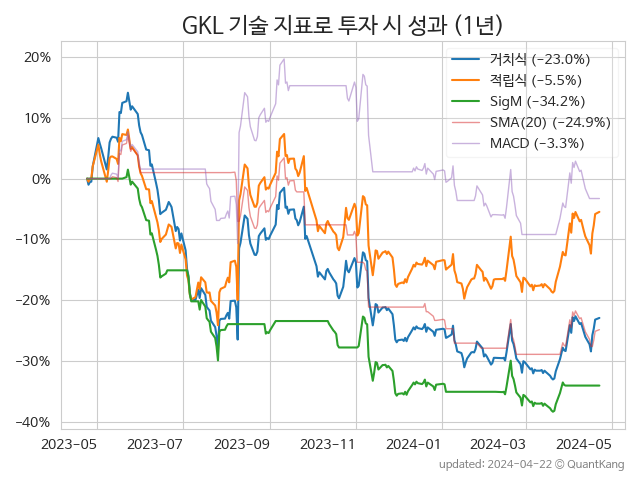 GKL 기술 지표로 투자 시 성과 (1년)
20%
10%
0%
−10%
−20%
−30%
−40%
거치식 (−23.0%)
적립식 (−5.5%)
SigM (−34.2%)
SMA(20) (−24.9%)
MACD (−3.3%)
2023-05
2023-07
2023-09
2023-11
2024-01
2024-03
2024-05
updated: 2024-04-22 © QuantKang